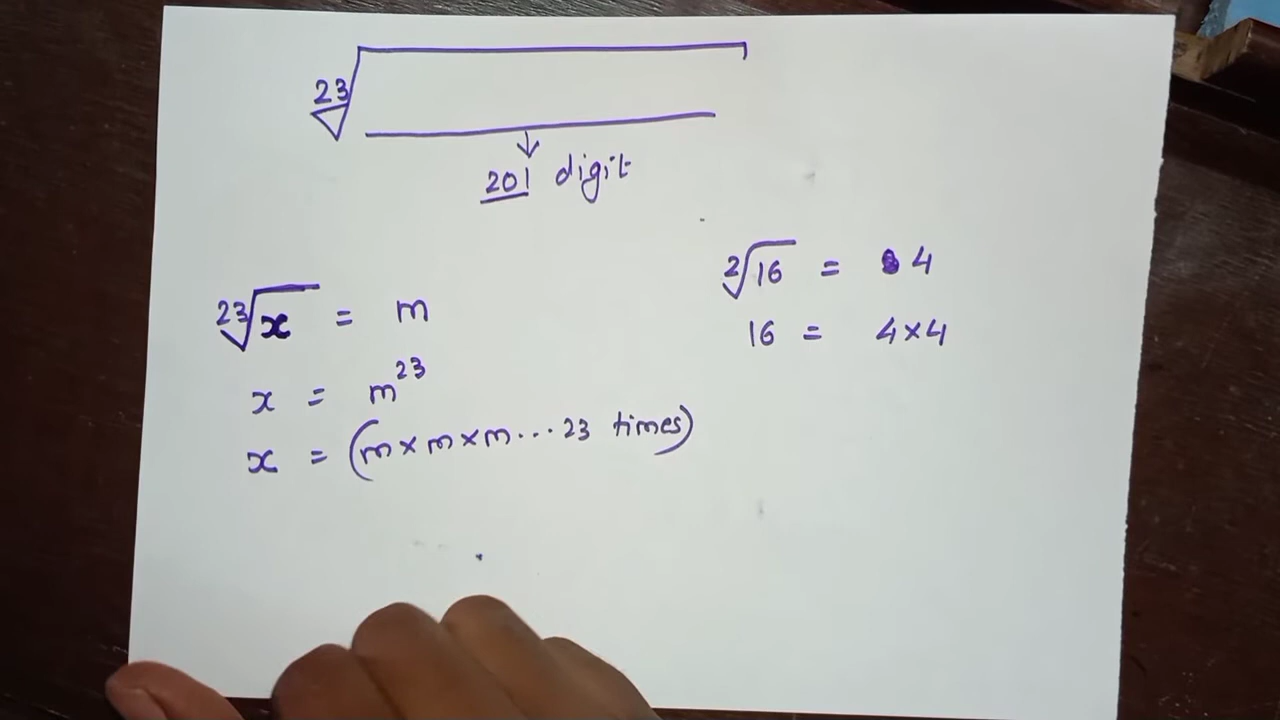 23√
201 digit
23√x = m
x = m^23
x = (m×m×m...23 times)
2√16 = 4
16 = 4×4